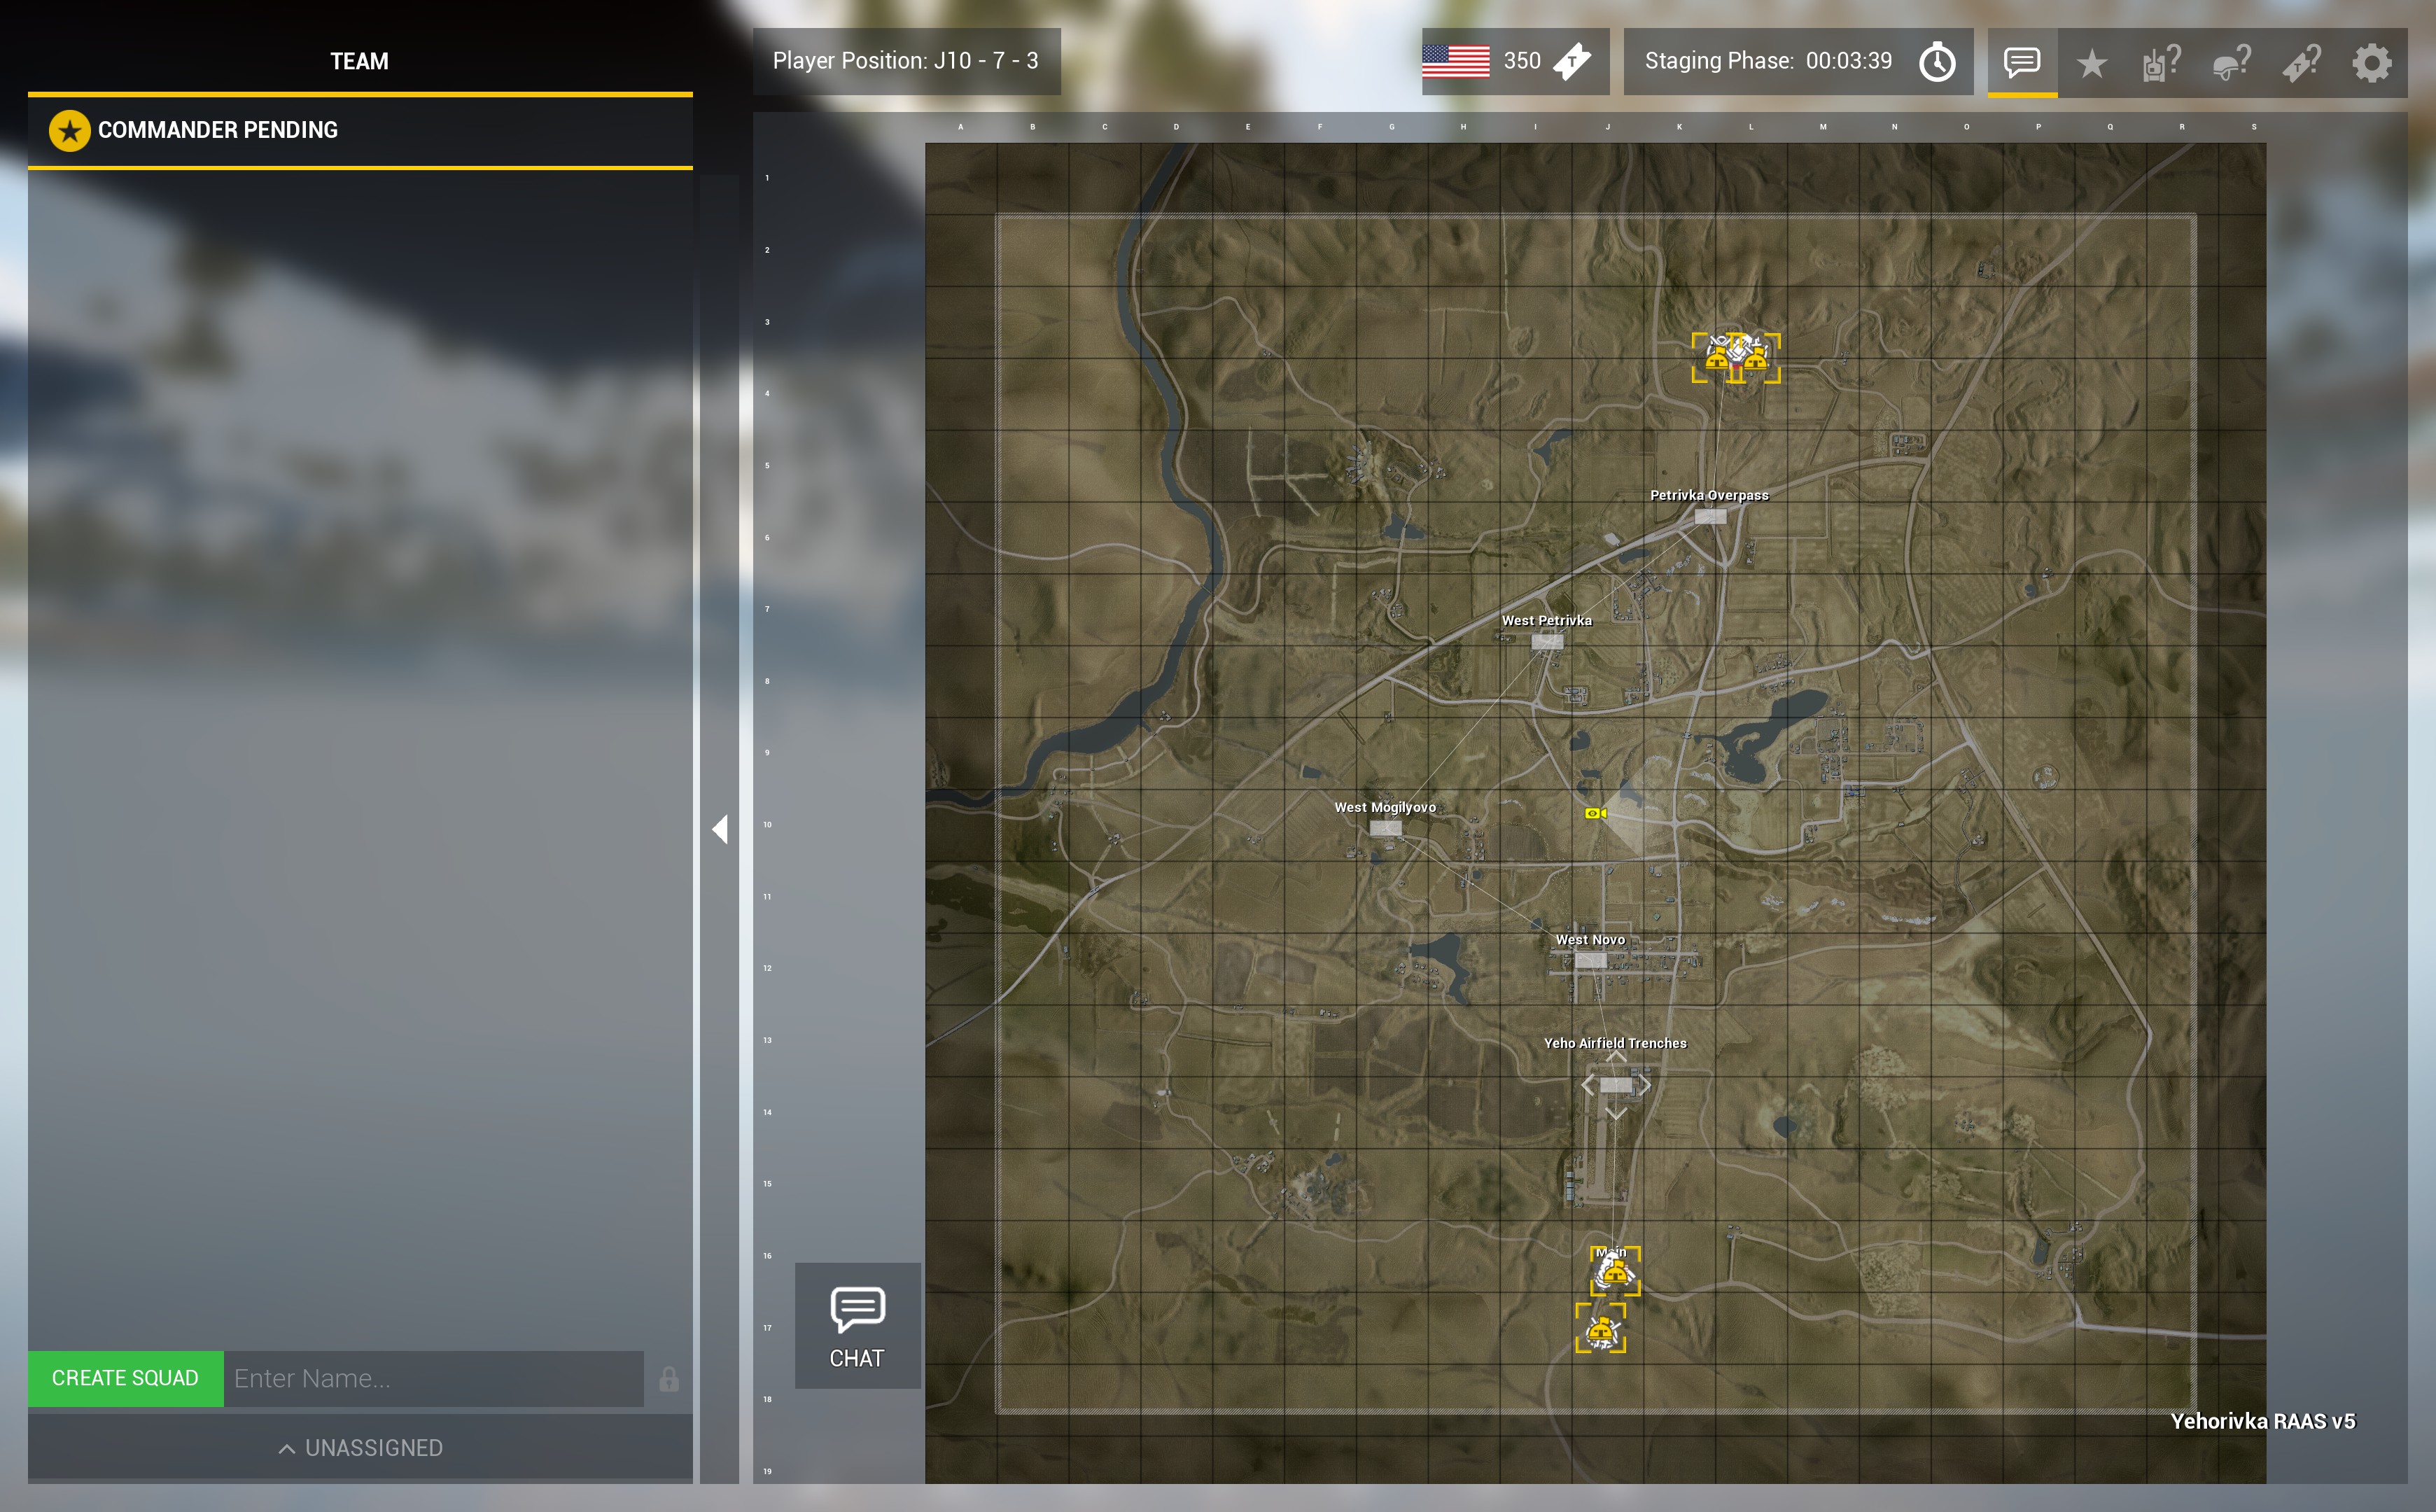 TEAM
COMMANDER PENDING
Player Position: J10 - 7 - 3
350
T
Staging Phase: 00:03:39
? ? T ?
A B C D E F G H I J K L M N O P Q R S
1
2
3
4
5
Petrivka Overpass
6
7
West Petrivka
8
9
West Mogilyovo
10
11
West Novo
12
13
Yeho Airfield Trenches
14
15
16
Main
17
CHAT
18
19
CREATE SQUAD
Enter Name...
UNASSIGNED
Yehorivka RAAS v5